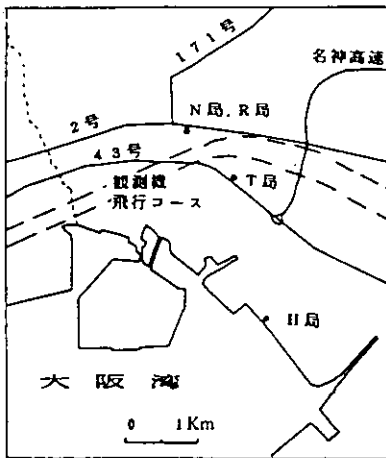 171号
名神高速
N局,R局
2号
43号
観測機
飛行コース
T局
H局
大阪湾
0 1Km